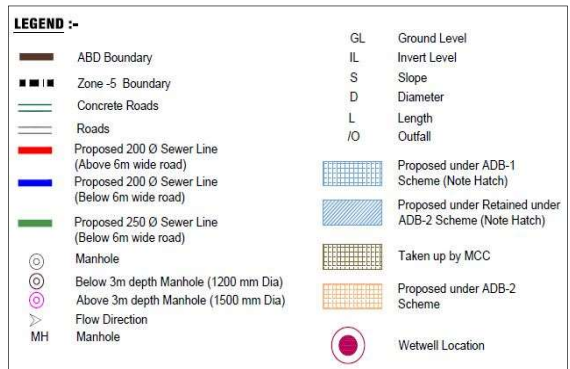 LEGEND :-
ABD Boundary
Zone -5 Boundary
Concrete Roads
Roads
Proposed 200 Ø Sewer Line
(Above 6m wide road)
Proposed 200 Ø Sewer Line
(Below 6m wide road)
Proposed 250 Ø Sewer Line
(Below 6m wide road)
Manhole
Below 3m depth Manhole (1200 mm Dia)
Above 3m depth Manhole (1500 mm Dia)
Flow Direction
MH Manhole
GL Ground Level
IL Invert Level
S Slope
D Diameter
L Length
/O Outfall
Proposed under ADB-1
Scheme (Note Hatch)
Proposed under Retained under
ADB-2 Scheme (Note Hatch)
Taken up by MCC
Proposed under ADB-2
Scheme
Wetwell Location